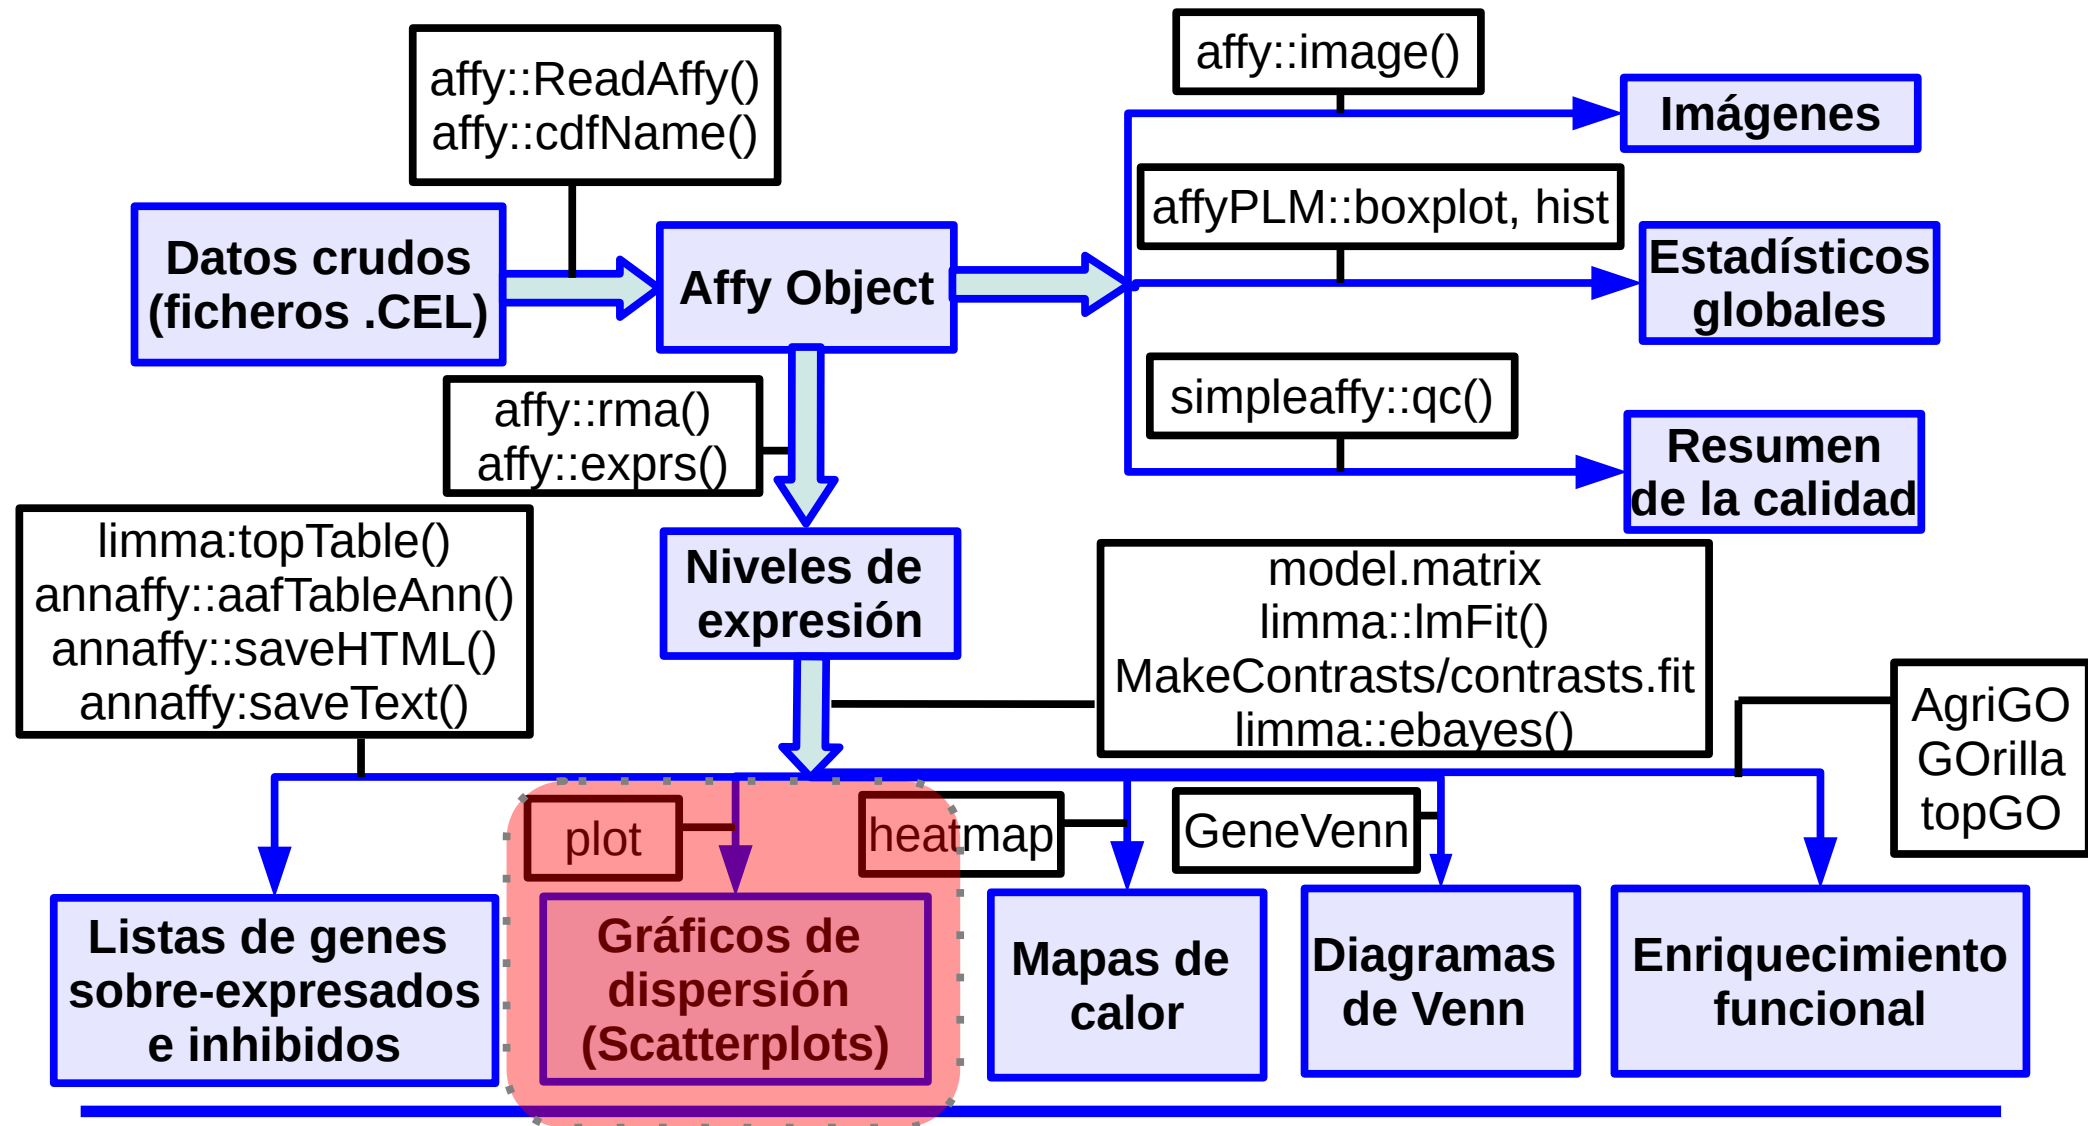 affy::ReadAffy()
affy::cdfName()
affy::image()
Imágenes
affyPLM::boxplot, hist
Datos crudos
(ficheros .CEL)
Affy Object
Estadísticos
globales
simpleaffy::qc()
affy::rma()
affy::exprs()
Resumen
de la calidad
limma:topTable()
annaffy::aafTableAnn()
annaffy::saveHTML()
annaffy:saveText()
Niveles de
expresión
model.matrix
limma::lmFit()
MakeContrasts/contrasts.fit
limma::ebayes()
AgriGO
GOrilla
topGO
plot
heatmap
GeneVenn
Listas de genes
sobre-expresados
e inhibidos
Gráficos de
dispersión
(Scatterplots)
Mapas de
calor
Diagramas
de Venn
Enriquecimiento
funcional